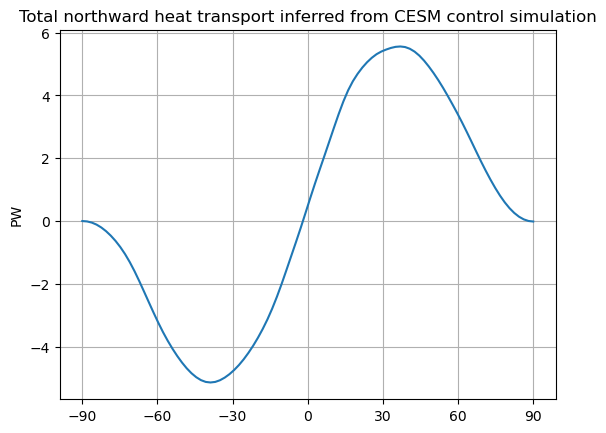 Total northward heat transport inferred from CESM control simulation
6
4
2
0
−2
−4
PW
−90 −60 −30 0 30 60 90